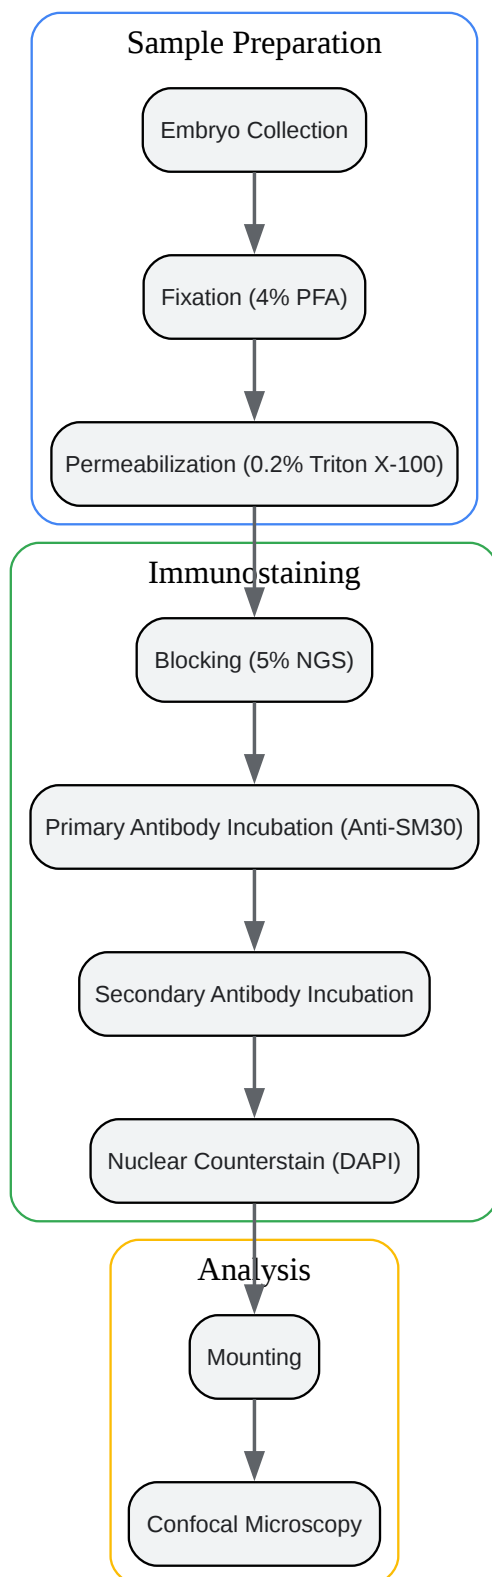 Sample Preparation
Embryo Collection
Fixation (4% PFA)
Permeabilization (0.2% Triton X-100)
Immunostaining
Blocking (5% NGS)
Primary Antibody Incubation (Anti-SM30)
Secondary Antibody Incubation
Nuclear Counterstain (DAPI)
Analysis
Mounting
Confocal Microscopy